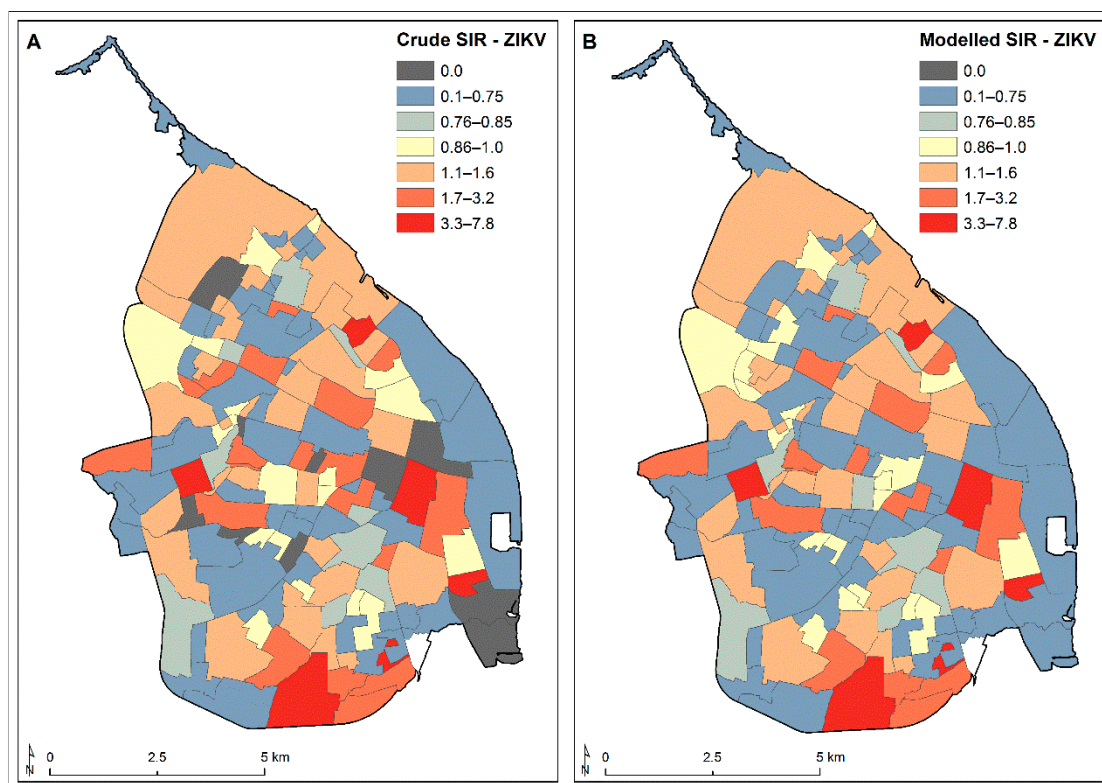 A
Crude SIR - ZIKV
0.0
0.1–0.75
0.76–0.85
0.86–1.0
1.1–1.6
1.7–3.2
3.3–7.8
N
0 2.5 5 km
B
Modelled SIR - ZIKV
0.0
0.1–0.75
0.76–0.85
0.86–1.0
1.1–1.6
1.7–3.2
3.3–7.8
N
0 2.5 5 km